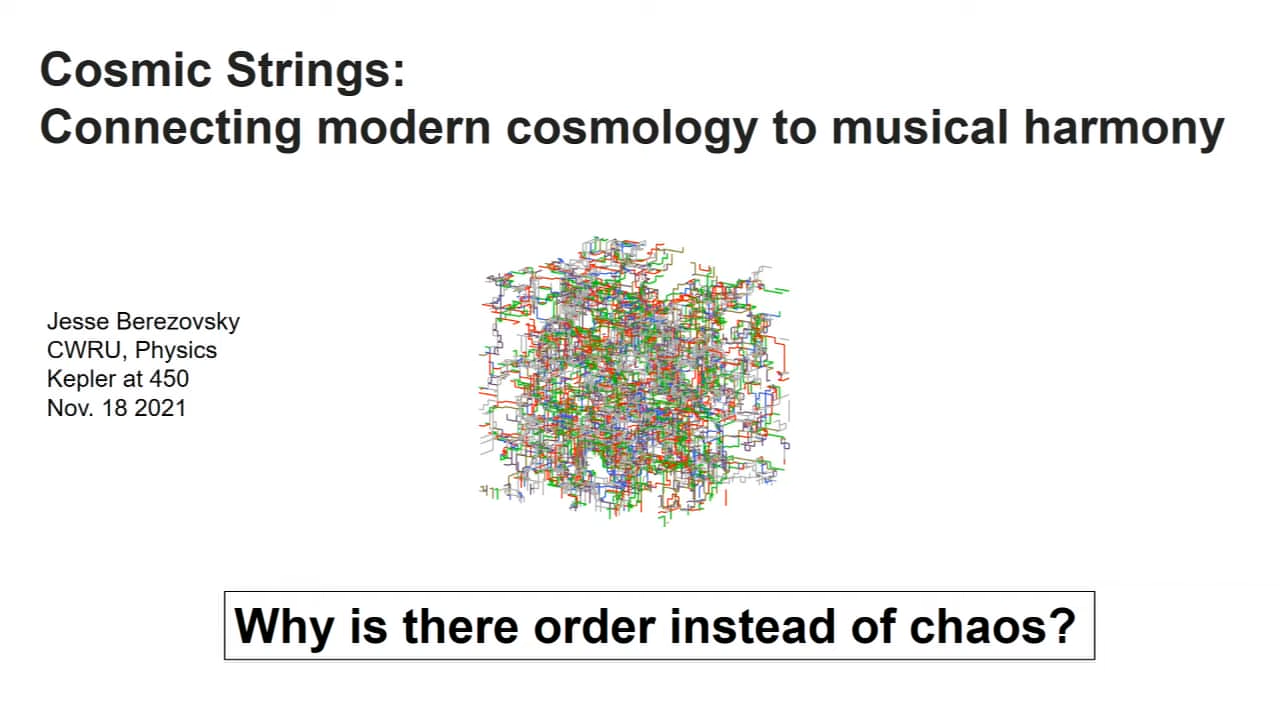 Cosmic Strings:
Connecting modern cosmology to musical harmony
Jesse Berezovsky
CWRU, Physics
Kepler at 450
Nov. 18 2021
Why is there order instead of chaos?